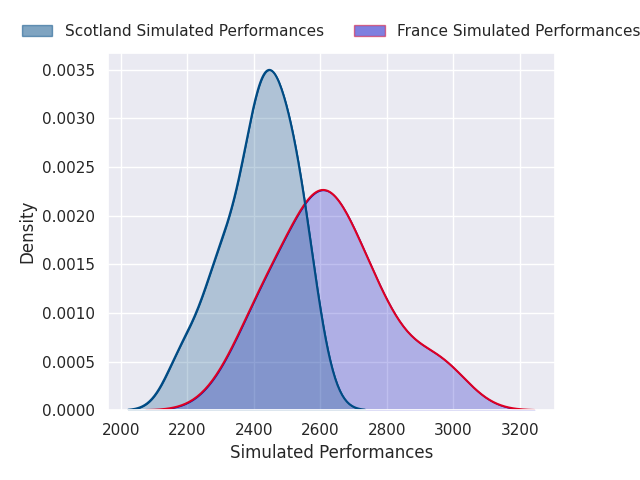 Scotland Simulated Performances France Simulated Performances
0.0035
0.0030
0.0025
0.0020
0.0015
0.0010
0.0005
0.0000
Density
2000 2200 2400 2600 2800 3000 3200
Simulated Performances